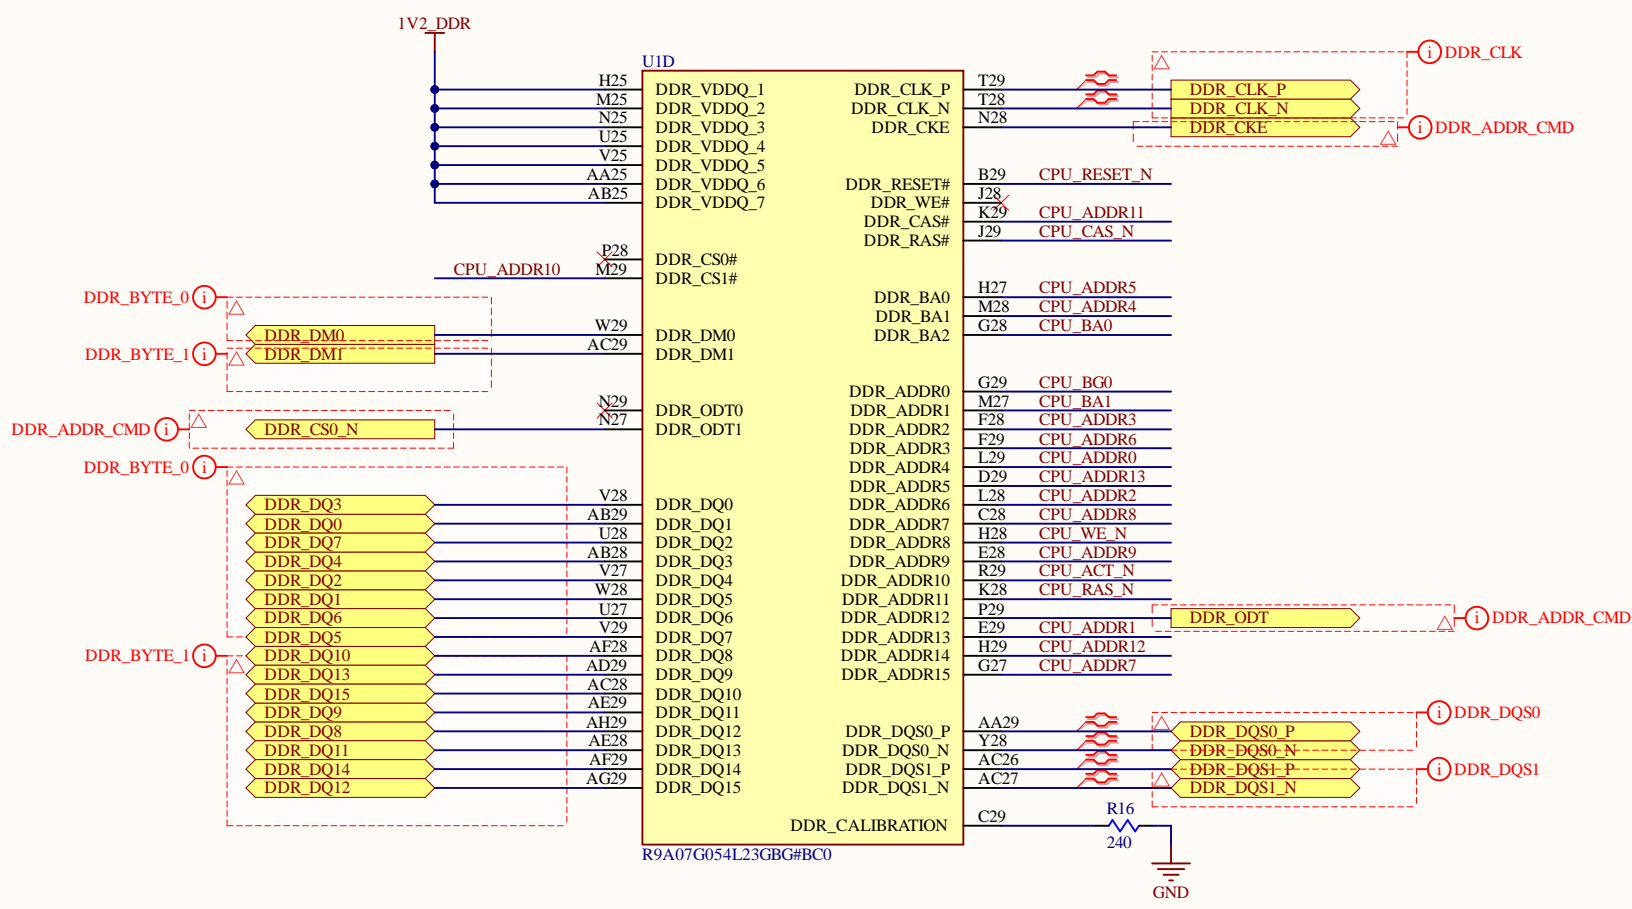 1V2_DDR
U1D
H25 DDR_VDDQ_1
M25 DDR_VDDQ_2
N25 DDR_VDDQ_3
U25 DDR_VDDQ_4
V25 DDR_VDDQ_5
AA25 DDR_VDDQ_6
AB25 DDR_VDDQ_7
P28 DDR_CS0#
CPU_ADDR10 M29 DDR_CS1#
DDR_BYTE_0 i
DDR_DM0 W29 DDR_DM0
DDR_BYTE_1 i DDR_DM1 AC29 DDR_DM1
N29 DDR_ODT0
DDR_ADDR_CMD i DDR_CS0_N N27 DDR_ODT1
DDR_BYTE_0 i
DDR_DQ3 V28 DDR_DQ0
DDR_DQ0 AB29 DDR_DQ1
DDR_DQ7 U28 DDR_DQ2
DDR_DQ4 AB28 DDR_DQ3
DDR_DQ2 V27 DDR_DQ4
DDR_DQ1 W28 DDR_DQ5
DDR_DQ6 U27 DDR_DQ6
DDR_DQ5 V29 DDR_DQ7
DDR_BYTE_1 i DDR_DQ10 AF28 DDR_DQ8
DDR_DQ13 AD29 DDR_DQ9
DDR_DQ15 AC28 DDR_DQ10
DDR_DQ9 AE29 DDR_DQ11
DDR_DQ8 AH29 DDR_DQ12
DDR_DQ11 AE28 DDR_DQ13
DDR_DQ14 AF29 DDR_DQ14
DDR_DQ12 AG29 DDR_DQ15
i DDR_CLK
DDR_CLK_P T29 DDR_CLK_P
DDR_CLK_N T28 DDR_CLK_N
DDR_CKE N28 DDR_CKE i DDR_ADDR_CMD
DDR_RESET# B29 CPU_RESET_N
DDR_WE# J28
DDR_CAS# K29 CPU_ADDR11
DDR_RAS# J29 CPU_CAS_N
DDR_BA0 H27 CPU_ADDR5
DDR_BA1 M28 CPU_ADDR4
DDR_BA2 G28 CPU_BA0
DDR_ADDR0 G29 CPU_BG0
DDR_ADDR1 M27 CPU_BA1
DDR_ADDR2 F28 CPU_ADDR3
DDR_ADDR3 F29 CPU_ADDR6
DDR_ADDR4 L29 CPU_ADDR0
DDR_ADDR5 D29 CPU_ADDR13
DDR_ADDR6 L28 CPU_ADDR2
DDR_ADDR7 C28 CPU_ADDR8
DDR_ADDR8 H28 CPU_WE_N
DDR_ADDR9 E28 CPU_ADDR9
DDR_ADDR10 R29 CPU_ACT_N
DDR_ADDR11 K28 CPU_RAS_N
DDR_ADDR12 P29 DDR_ODT i DDR_ADDR_CMD
DDR_ADDR13 E29 CPU_ADDR1
DDR_ADDR14 H29 CPU_ADDR12
DDR_ADDR15 G27 CPU_ADDR7
i DDR_DQS0
DDR_DQS0_P AA29 DDR_DQS0_P
DDR_DQS0_N Y28 DDR_DQS0_N
DDR_DQS1_P AC26 DDR_DQS1_P i DDR_DQS1
DDR_DQS1_N AC27 DDR_DQS1_N
DDR_CALIBRATION C29 R16
240
GND
R9A07G054L23GBG#BC0